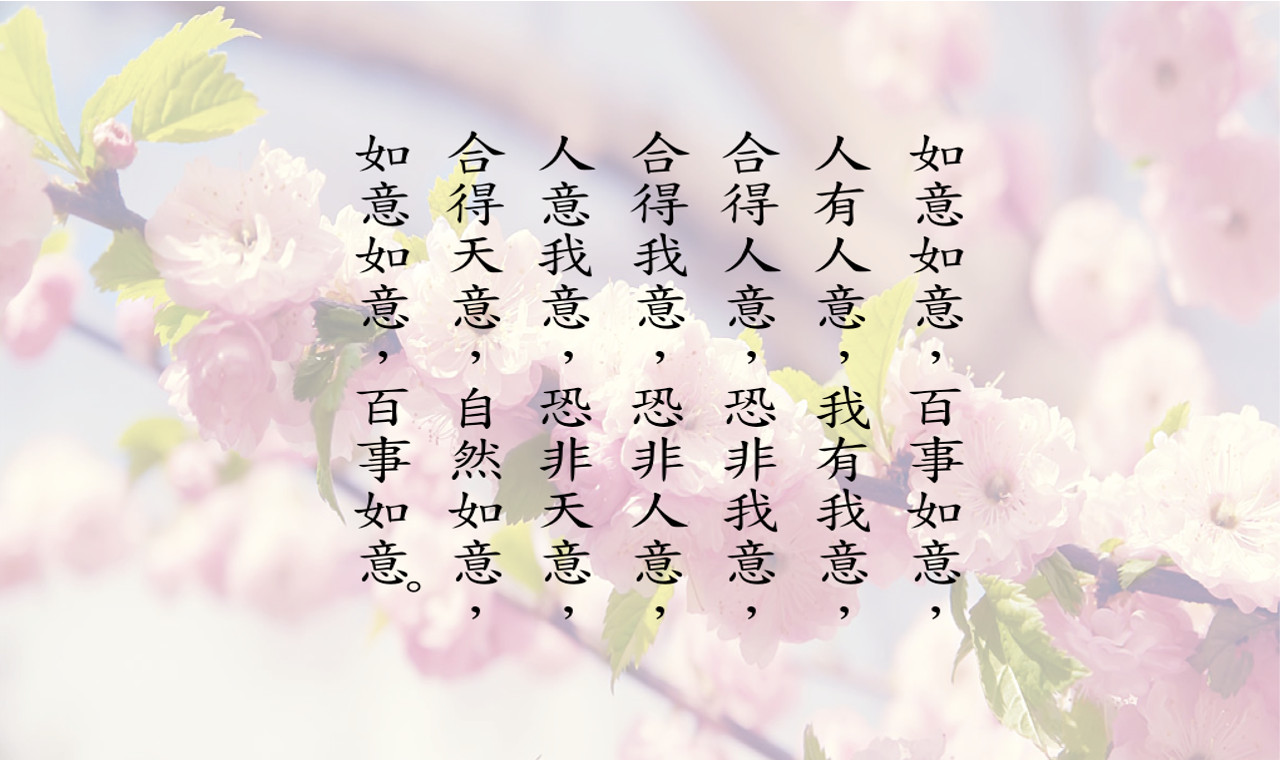 如意如意，百事如意，
人有人意，我有我意，
合得人意，恐非我意，
合得我意，恐非人意，
人意我意，恐非天意，
合得天意，自然如意，
如意如意，百事如意。